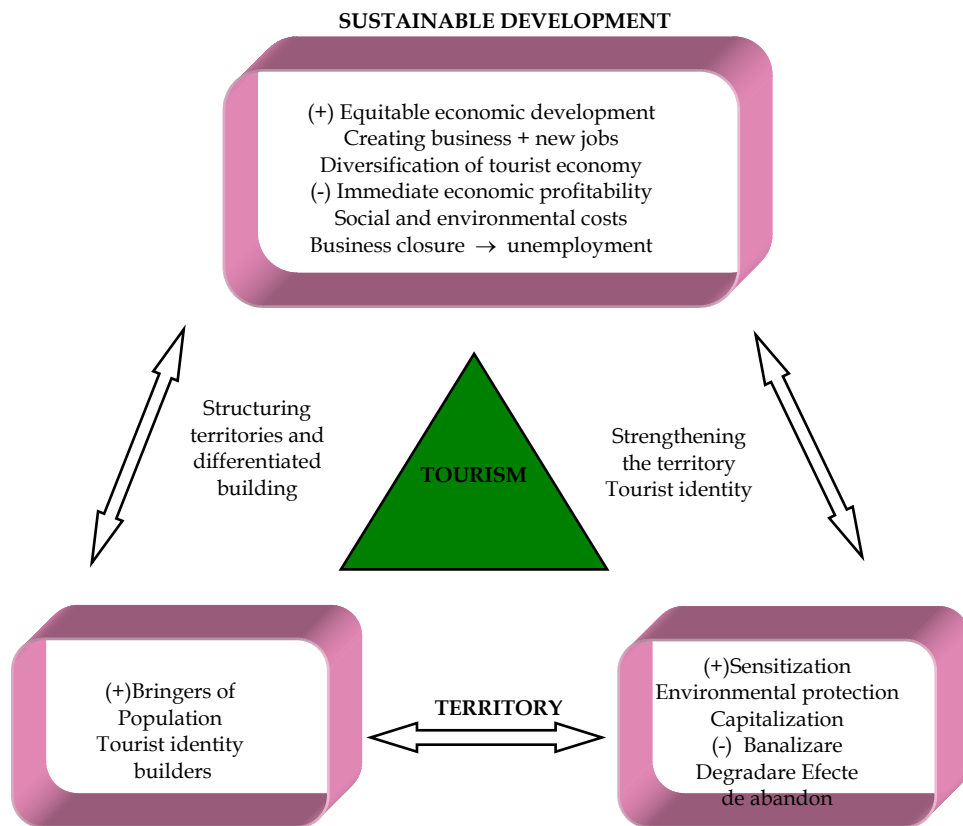 SUSTAINABLE DEVELOPMENT
(+) Equitable economic development
Creating business + new jobs
Diversification of tourist economy
(-) Immediate economic profitability
Social and environmental costs
Business closure → unemployment
Structuring
territories and
differentiated
building
TOURISM
Strengthening
the territory
Tourist identity
(+)Bringers of
Population
Tourist identity
builders
TERRITORY
(+)Sensitization
Environmental protection
Capitalization
(-) Banalizare
Degradare Efecte
de abandon